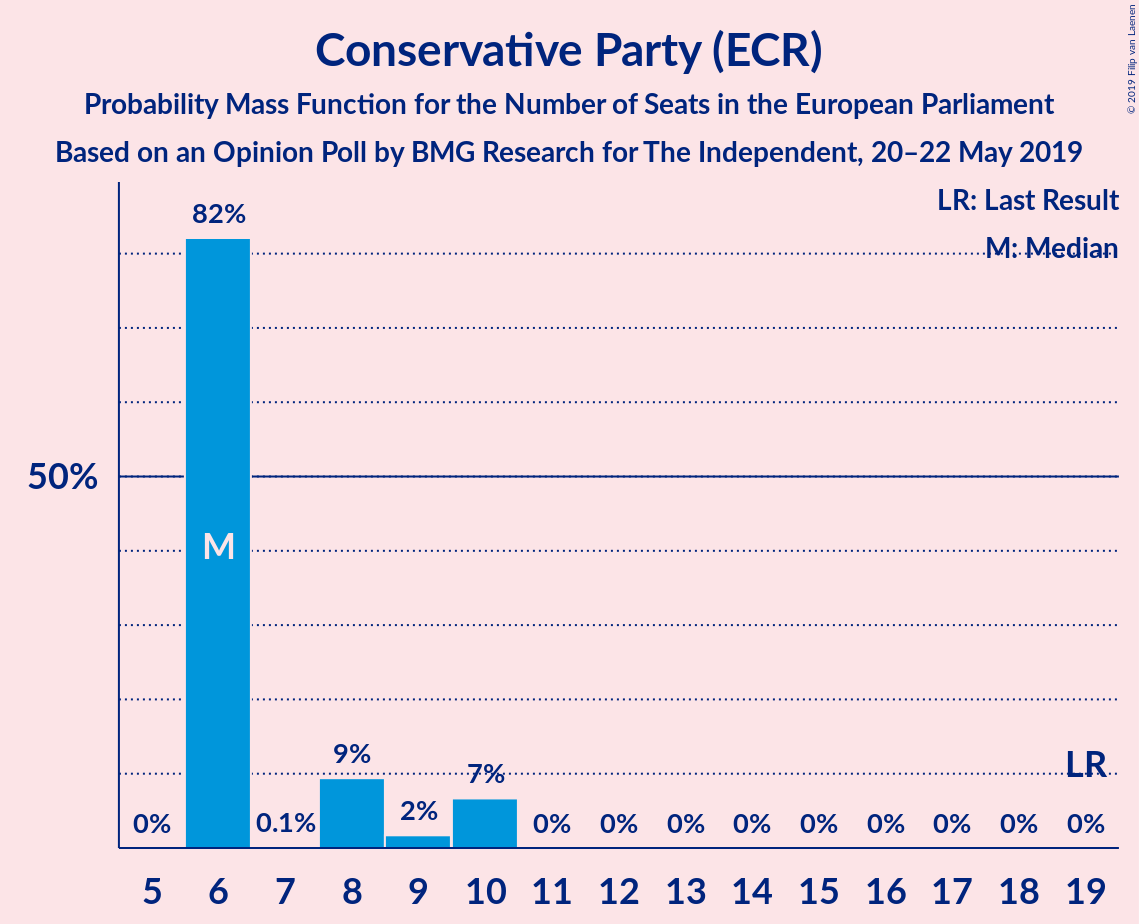 Conservative Party (ECR)
Probability Mass Function for the Number of Seats in the European Parliament
Based on an Opinion Poll by BMG Research for The Independent, 20–22 May 2019
© 2019 Filip van Laenen
LR: Last Result
M: Median
82%
50%
M
9%
7%
LR
0%
0.1%
2%
0%
0%
0%
0%
0%
0%
0%
0%
0%
5 6 7 8 9 10 11 12 13 14 15 16 17 18 19